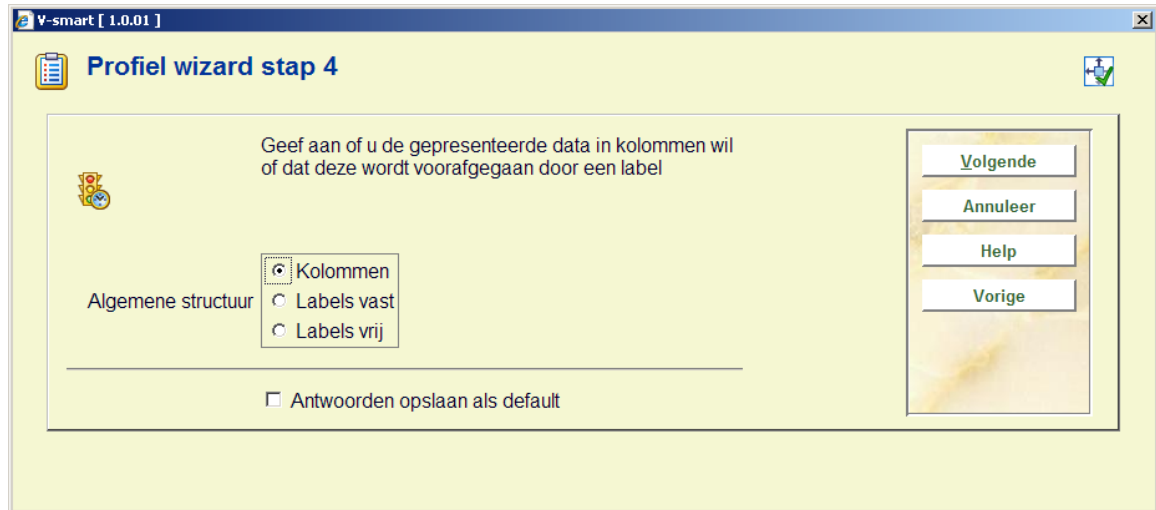 V-smart [ 1.0.01 ]
Profiel wizard stap 4
Geef aan of u de gepresenteerde data in kolommen wil
of dat deze wordt voorafgegaan door een label
Algemene structuur
Kolommen
Labels vast
Labels vrij
Antwoorden opslaan als default
Volgende
Annuleer
Help
Vorige